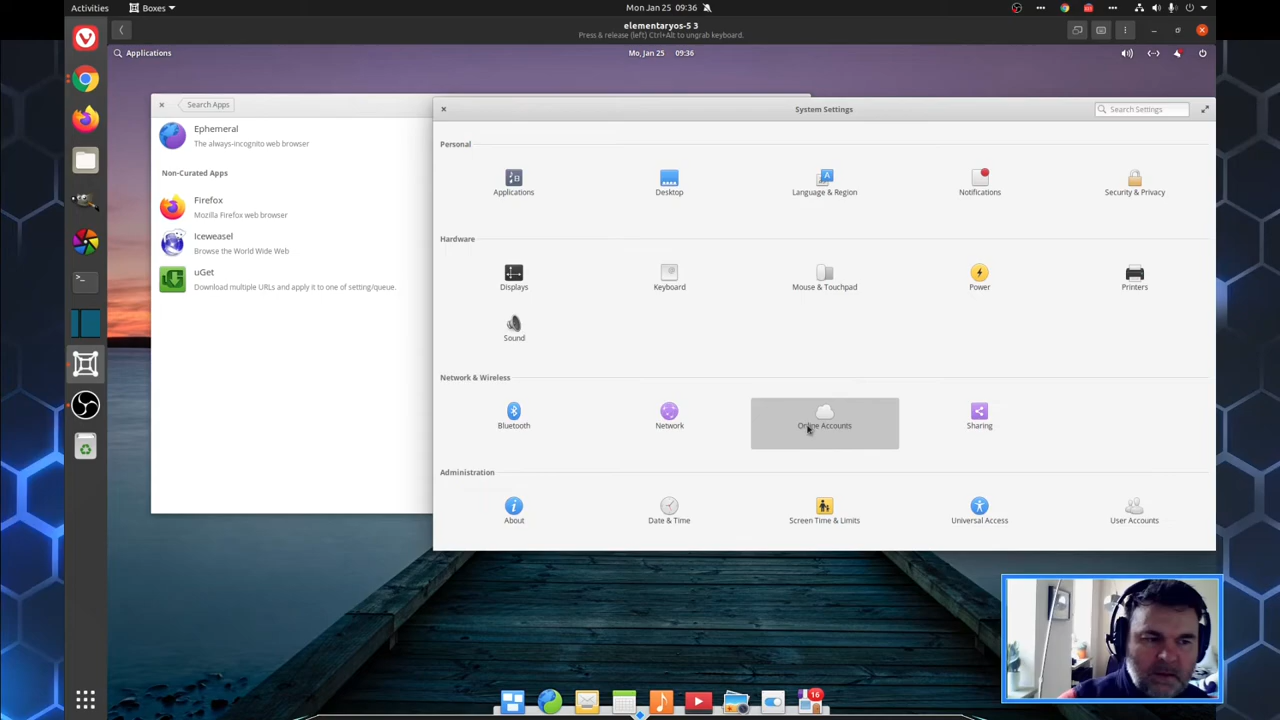 Activities
Boxes
Mon Jan 25 09:36
elementaryos-5 3
Press & release (left) Ctrl+Alt to ungrab keyboard.
Applications
Mo, Jan 25 09:36
Search Apps
Ephemeral
The always-incognito web browser
Non-Curated Apps
Firefox
Mozilla Firefox web browser
Iceweasel
Browse the World Wide Web
uGet
Download multiple URLs and apply it to one of setting/queue.
System Settings
Search Settings
Personal
Applications
Desktop
Language & Region
Notifications
Security & Privacy
Hardware
Displays
Keyboard
Mouse & Touchpad
Power
Printers
Sound
Network & Wireless
Bluetooth
Network
Online Accounts
Sharing
Administration
About
Date & Time
Screen Time & Limits
Universal Access
User Accounts
16